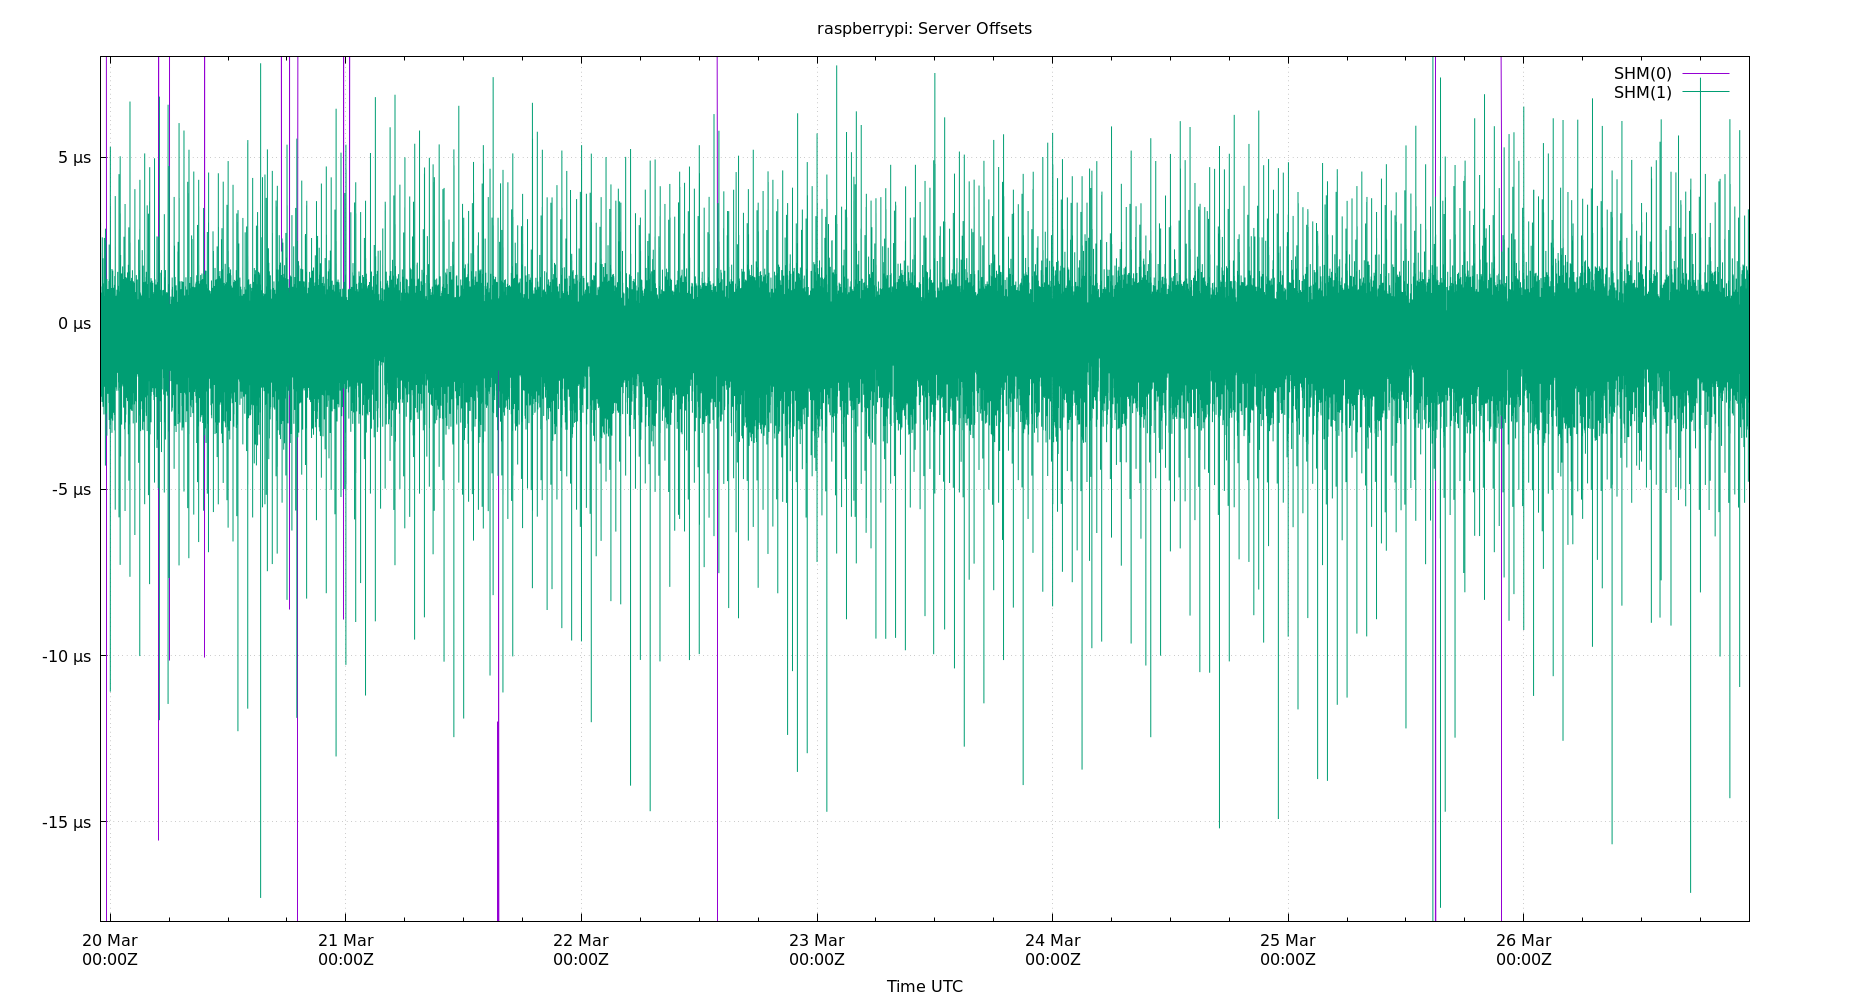 raspberrypi: Server Offsets
SHM(0)
SHM(1)
5 µs
0 µs
-5 µs
-10 µs
-15 µs
20 Mar
00:00Z
21 Mar
00:00Z
22 Mar
00:00Z
23 Mar
00:00Z
24 Mar
00:00Z
25 Mar
00:00Z
26 Mar
00:00Z
Time UTC